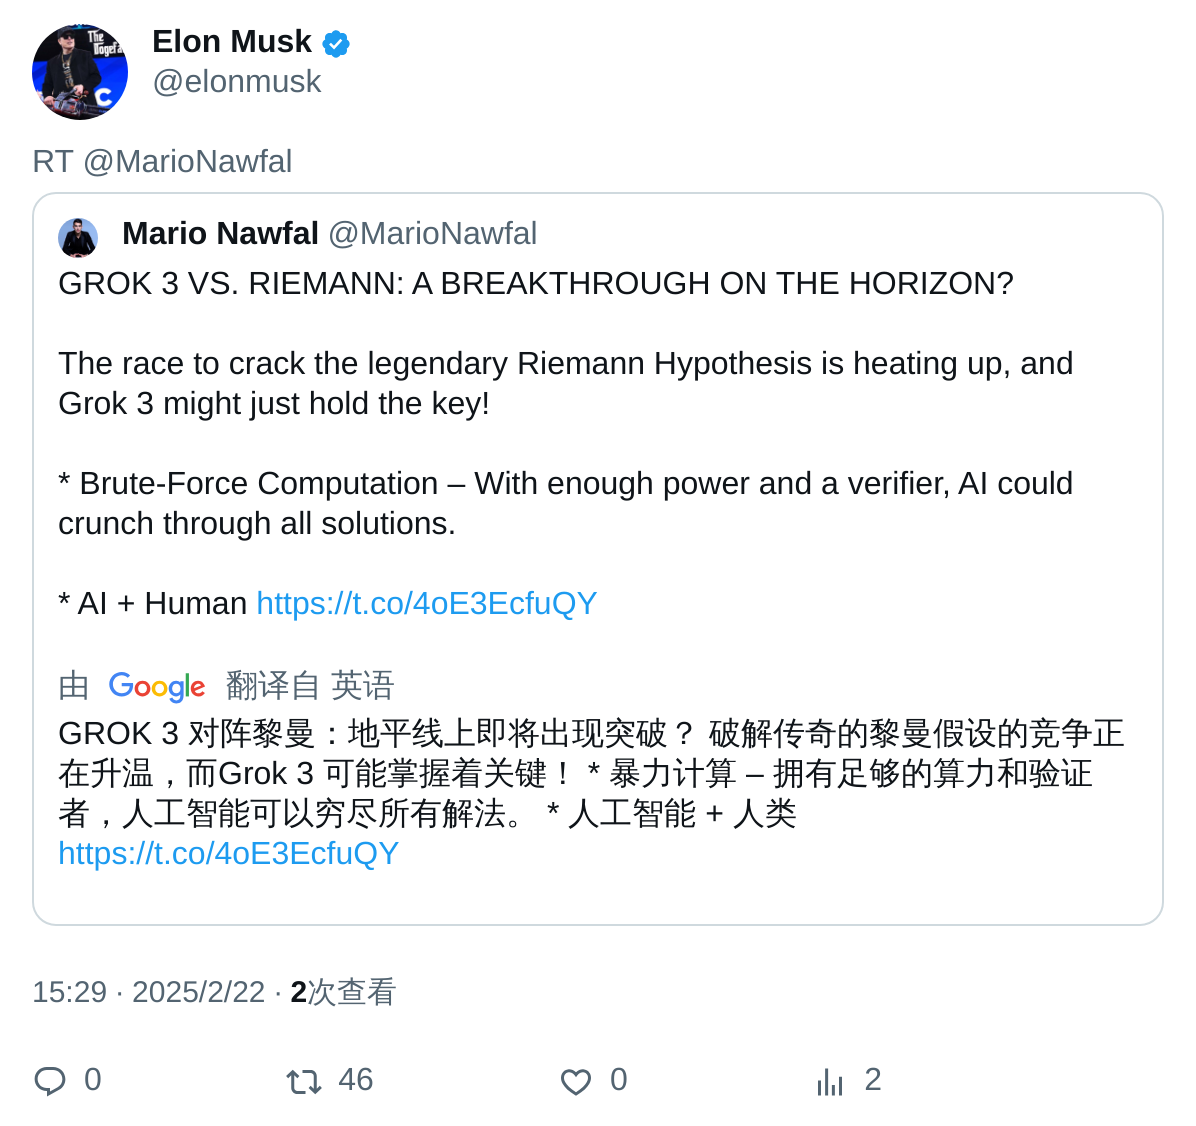 The
Dogefa
C
Elon Musk
@elonmusk
RT @MarioNawfal
Mario Nawfal @MarioNawfal
GROK 3 VS. RIEMANN: A BREAKTHROUGH ON THE HORIZON?
The race to crack the legendary Riemann Hypothesis is heating up, and
Grok 3 might just hold the key!
* Brute-Force Computation – With enough power and a verifier, AI could
crunch through all solutions.
* AI + Human https://t.co/4oE3EcfuQY
由 Google 翻译自 英语
GROK 3 对阵黎曼：地平线上即将出现突破？ 破解传奇的黎曼假设的竞争正
在升温，而Grok 3 可能掌握着关键！ * 暴力计算 – 拥有足够的算力和验证
者，人工智能可以穷尽所有解法。 * 人工智能 + 人类
https://t.co/4oE3EcfuQY
15:29 · 2025/2/22 · 2次查看
0 46 0 2